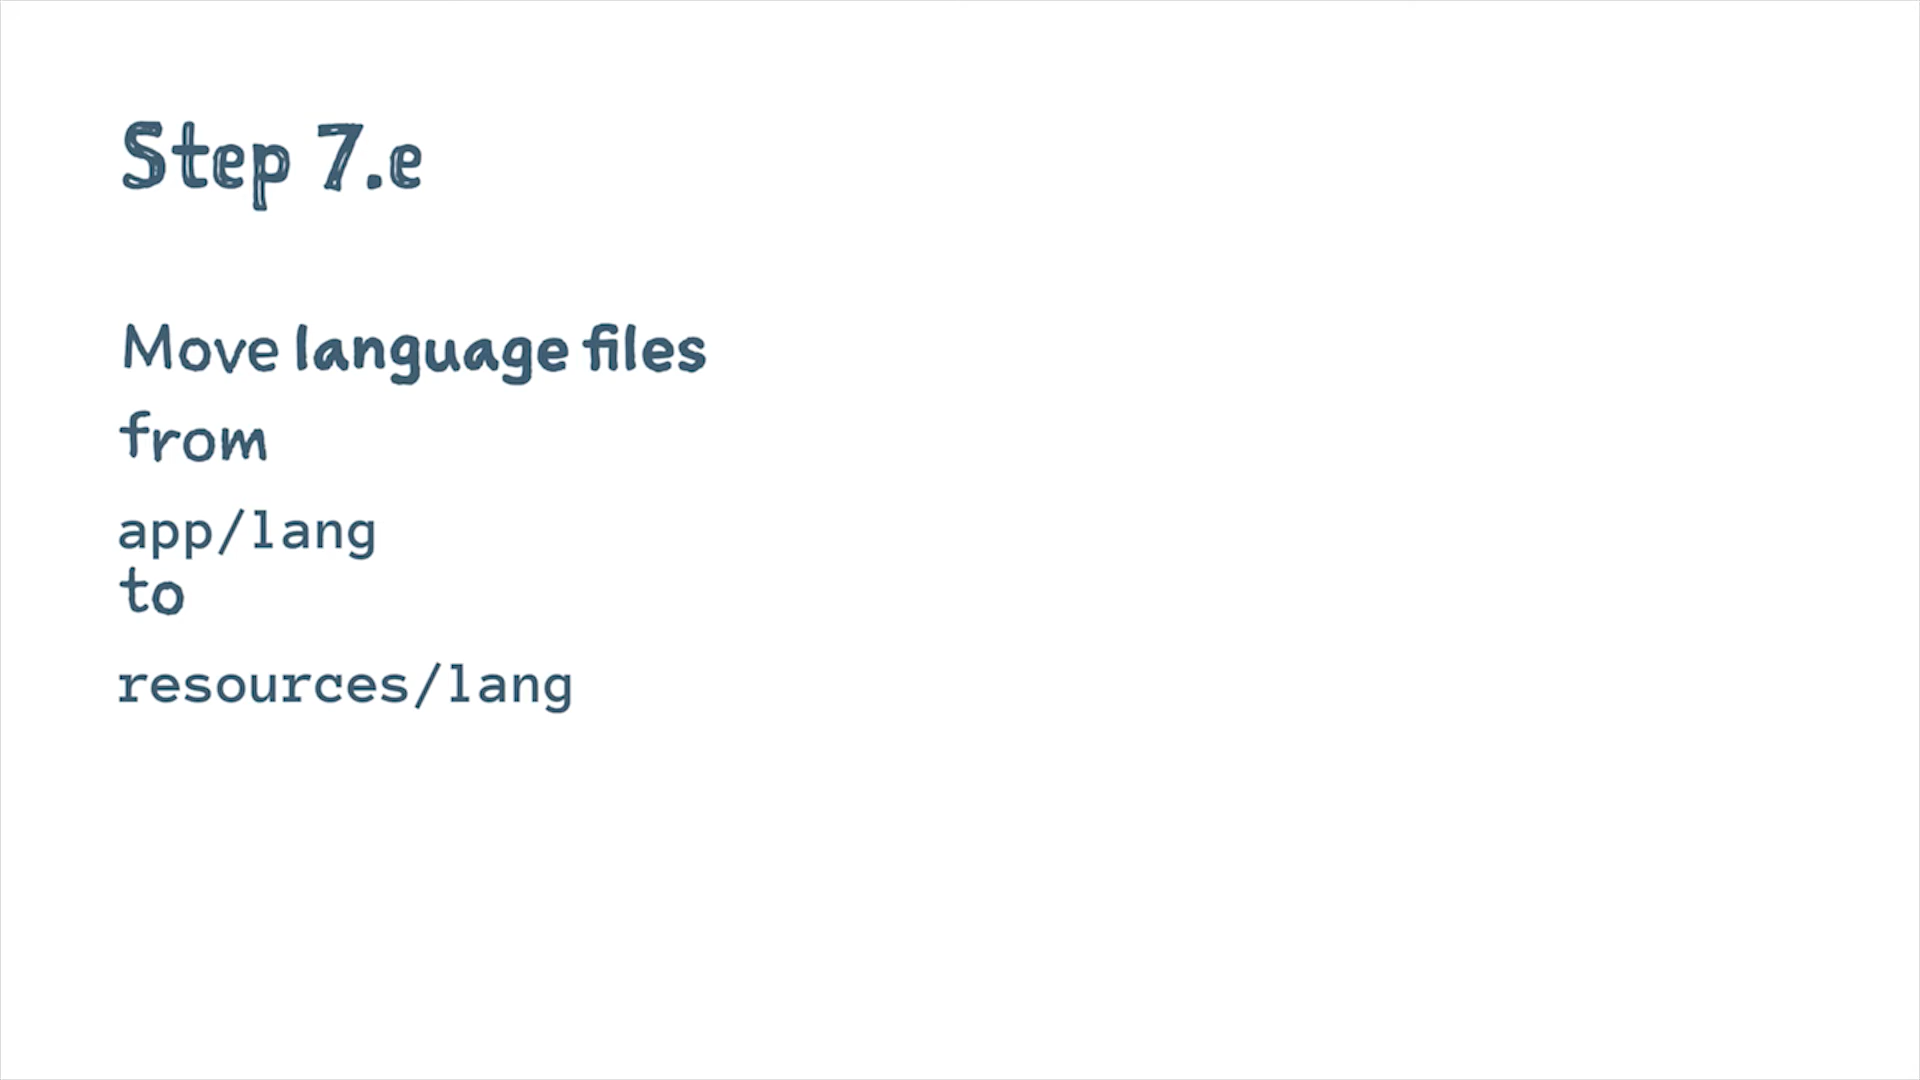 Step 7.e
Move language files
from
app/lang
to
resources/lang